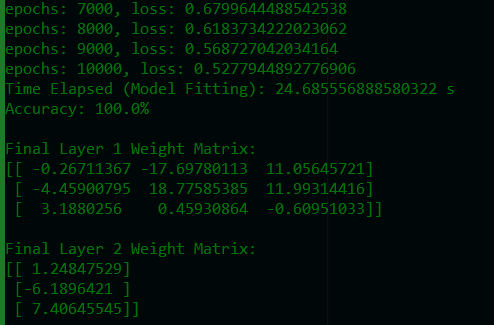 epochs: 7000, loss: 0.6799644488542538
epochs: 8000, loss: 0.6183734222023062
epochs: 9000, loss: 0.568727042034164
epochs: 10000, loss: 0.5277944892776906
Time Elapsed (Model Fitting): 24.685556888580322 s
Accuracy: 100.0%
Final Layer 1 Weight Matrix:
[[ -0.26711367 -17.69780113  11.05645721]
[ -4.45900795  18.77585385  11.99314416]
[  3.1880256    0.45930864  -0.60951033]]
Final Layer 2 Weight Matrix:
[[ 1.24847529]
[-6.1896421 ]
[ 7.40645545]]